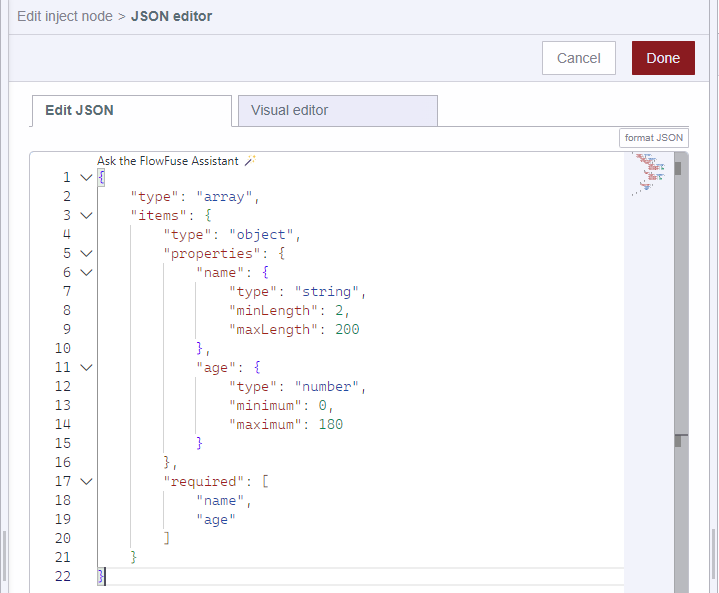 Edit inject node > JSON editor
Cancel Done
Edit JSON Visual editor
format JSON
Ask the FlowFuse Assistant
1 {
2 "type": "array",
3 "items": {
4 "type": "object",
5 "properties": {
6 "name": {
7 "type": "string",
8 "minLength": 2,
9 "maxLength": 200
10 },
11 "age": {
12 "type": "number",
13 "minimum": 0,
14 "maximum": 180
15 }
16 },
17 "required": [
18 "name",
19 "age"
20 ]
21 }
22 }